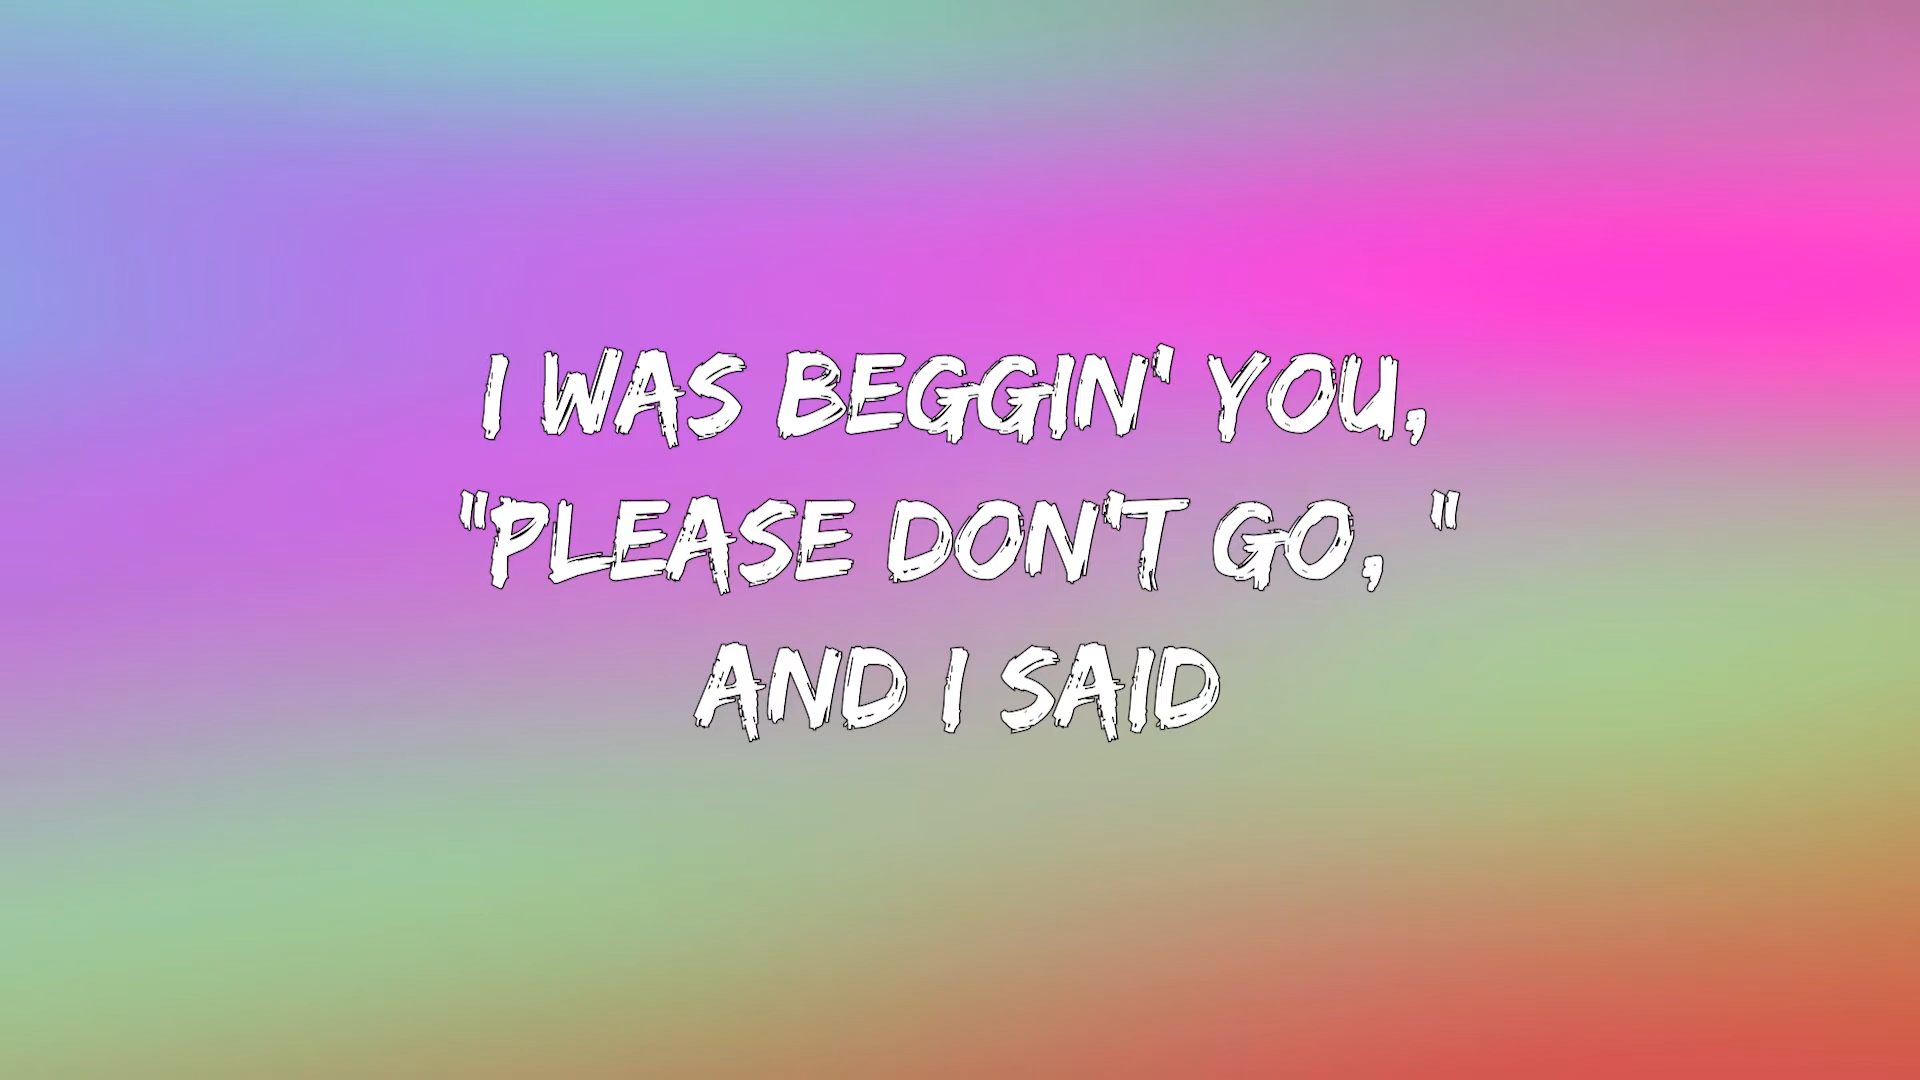 I WAS BEGGIN' YOU,
"PLEASE DON'T GO, "
AND I SAID